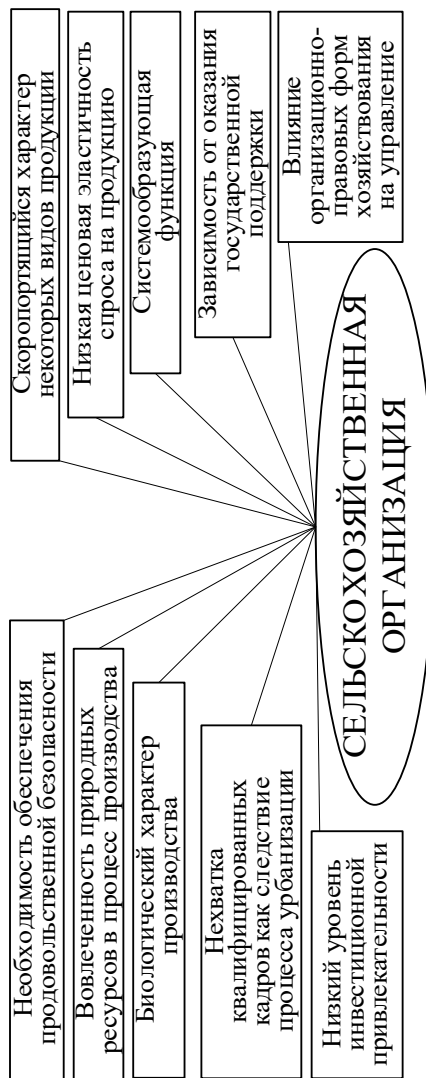 Необходимость обеспечения
продовольственной безопасности
Вовлеченность природных
ресурсов в процесс производства
Биологический характер
производства
Нехватка
квалифицированных
кадров как следствие
процесса урбанизации
Низкий уровень
инвестиционной
привлекательности
Скоропортящийся характер
некоторых видов продукции
Низкая ценовая эластичность
спроса на продукцию
Системообразующая
функция
Зависимость от оказания
государственной
поддержки
Влияние
организационно-
правовых форм
хозяйствования
на управление
СЕЛЬСКОХОЗЯЙСТВЕННАЯ
ОРГАНИЗАЦИЯ